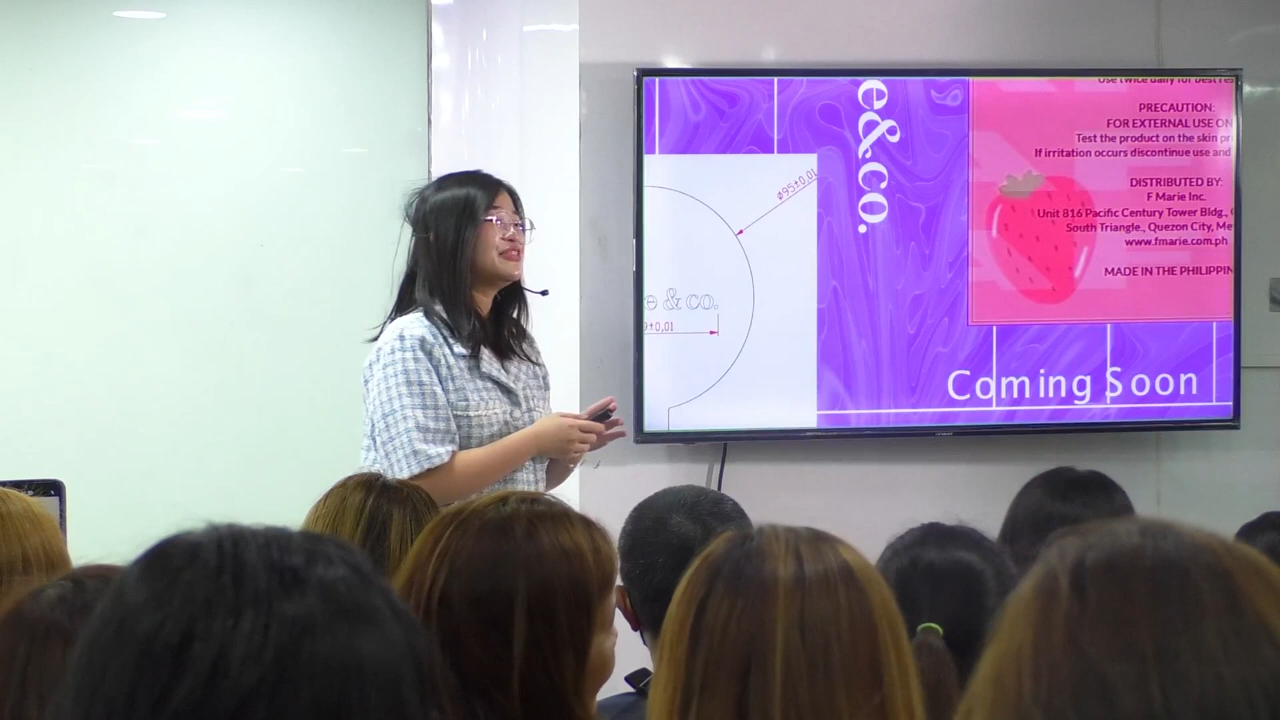 e&co.
Use twice daily for best res
PRECAUTION:
FOR EXTERNAL USE ON
Test the product on the skin pr
If irritation occurs discontinue use and
DISTRIBUTED BY:
F Marie Inc.
Unit 816 Pacific Century Tower Bldg.,
South Triangle., Quezon City, Me
www.fmarie.com.ph
MADE IN THE PHILIPPIN
ø95±0,01
e & co.
±0,01
Coming Soon